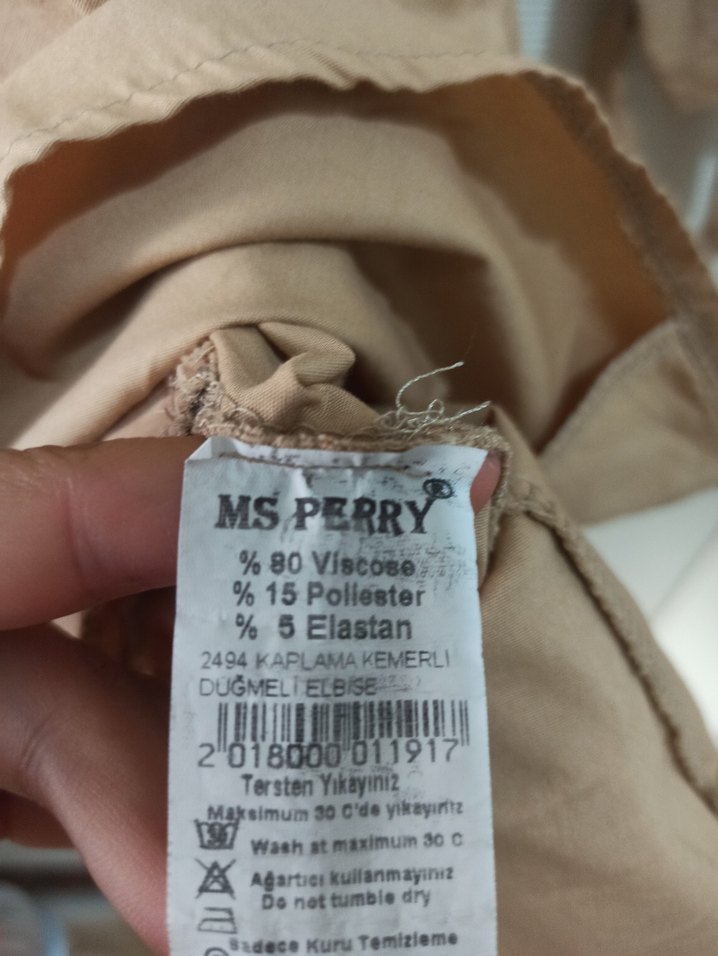 MS PERRY®
% 80 Viscose
% 15 Poliester
% 5 Elastan
2494 KAPLAMA KEMERLİ
DÜĞMELİ ELBİSE
2 018000 011917
Tersten Yıkayınız
Maksimum 30 C'de yıkayınız
Wash at maximum 30 C
Ağartıcı kullanmayınız
Do not tumble dry
Sadece Kuru Temizleme